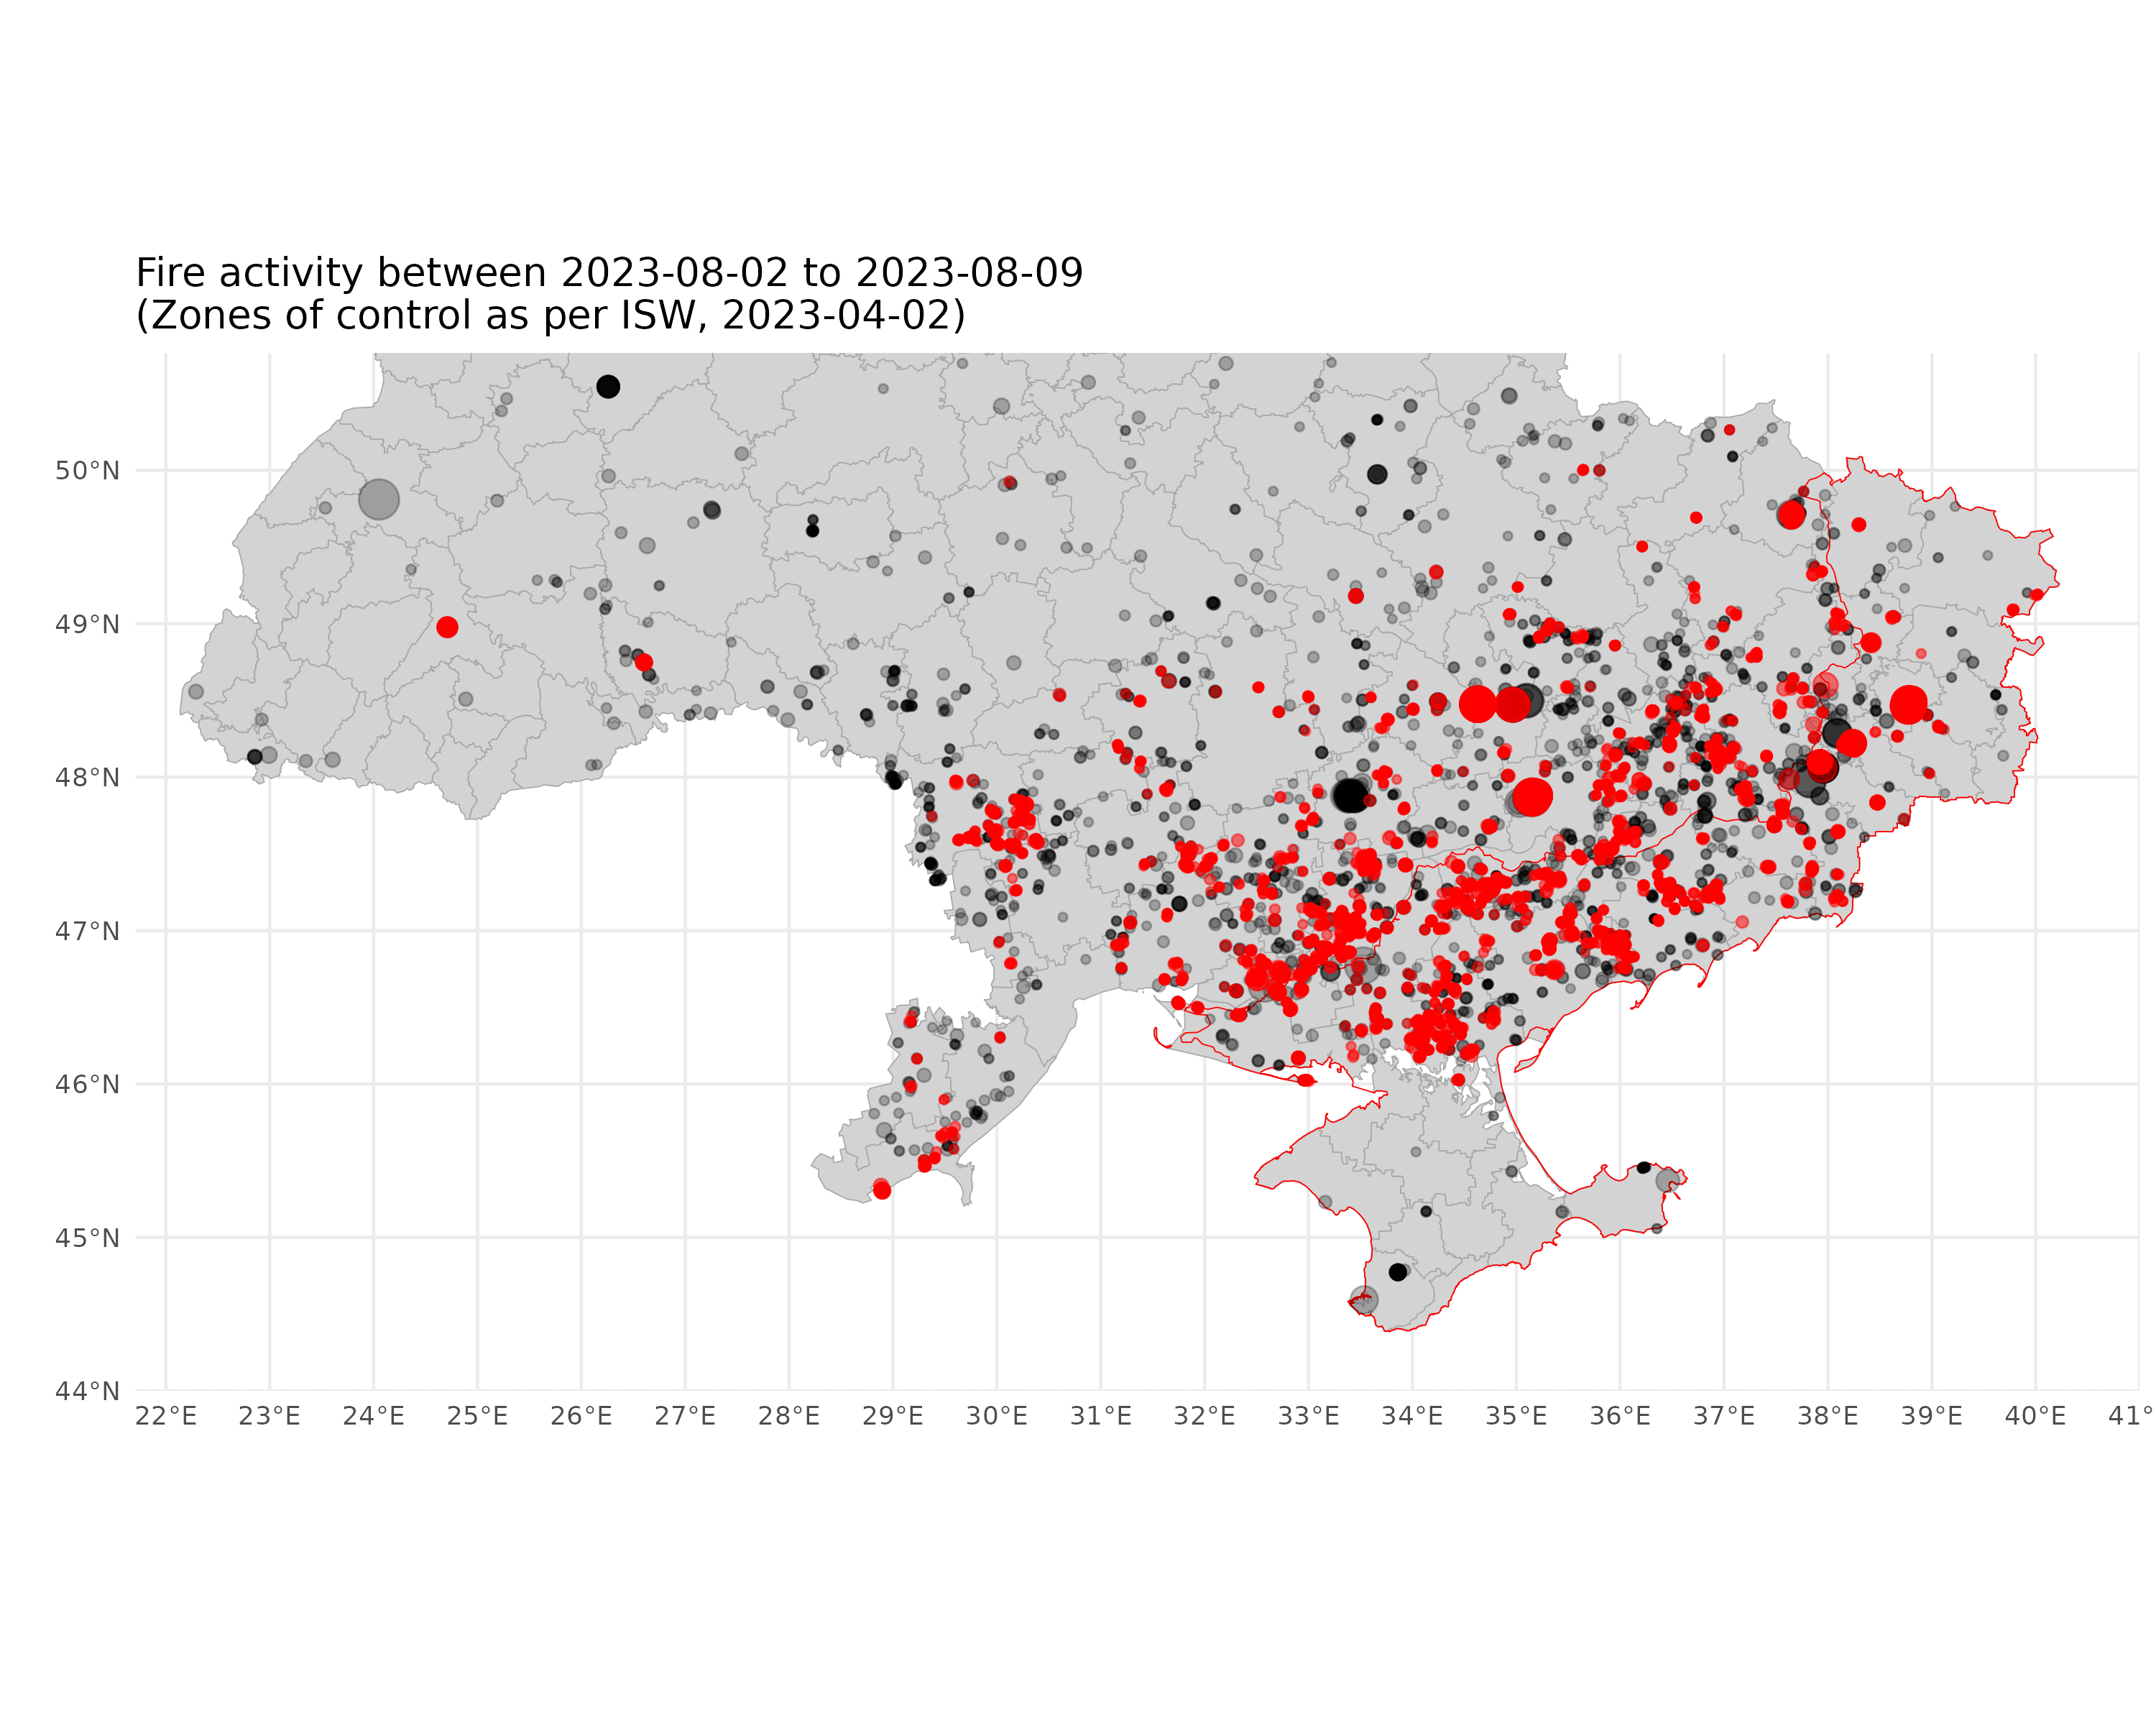 Fire activity between 2023-08-02 to 2023-08-09
(Zones of control as per ISW, 2023-04-02)
50°N
49°N
48°N
47°N
46°N
45°N
44°N
22°E 23°E 24°E 25°E 26°E 27°E 28°E 29°E 30°E 31°E 32°E 33°E 34°E 35°E 36°E 37°E 38°E 39°E 40°E 41°